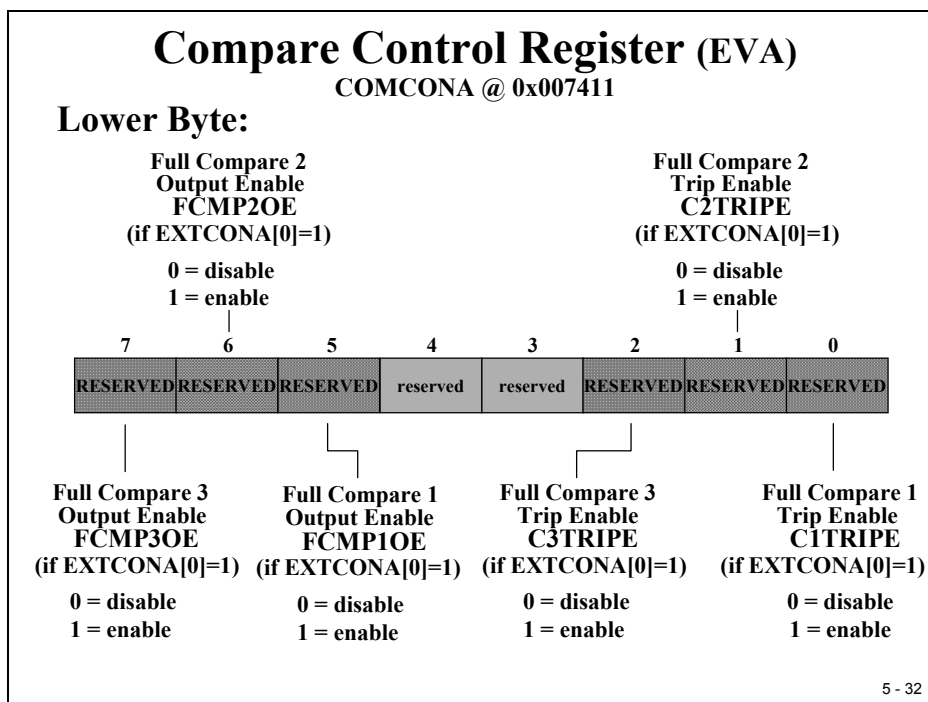 Compare Control Register (EVA)
COMCONA @ 0x007411
Lower Byte:
Full Compare 2
Output Enable
FCMP2OE
(if EXTCONA[0]=1)
0 = disable
1 = enable
Full Compare 2
Trip Enable
C2TRIPE
(if EXTCONA[0]=1)
0 = disable
1 = enable
7 6 5 4 3 2 1 0
RESERVED RESERVED RESERVED reserved reserved RESERVED RESERVED RESERVED
Full Compare 3
Output Enable
FCMP3OE
(if EXTCONA[0]=1)
0 = disable
1 = enable
Full Compare 1
Output Enable
FCMP1OE
(if EXTCONA[0]=1)
0 = disable
1 = enable
Full Compare 3
Trip Enable
C3TRIPE
(if EXTCONA[0]=1)
0 = disable
1 = enable
Full Compare 1
Trip Enable
C1TRIPE
(if EXTCONA[0]=1)
0 = disable
1 = enable
5 - 32